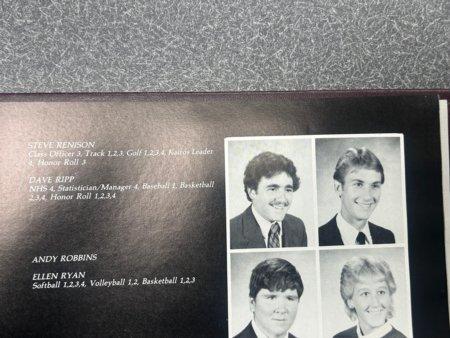 STEVE RENISON
Class Officer 3, Track 1,2,3, Golf 1,2,3,4, Kairos Leader
4, Honor Roll 3
DAVE RIPP
NHS 4, Statistician/Manager 4, Baseball 1, Basketball
2,3,4, Honor Roll 1,2,3,4
ANDY ROBBINS
ELLEN RYAN
Softball 1,2,3,4, Volleyball 1,2, Basketball 1,2,3